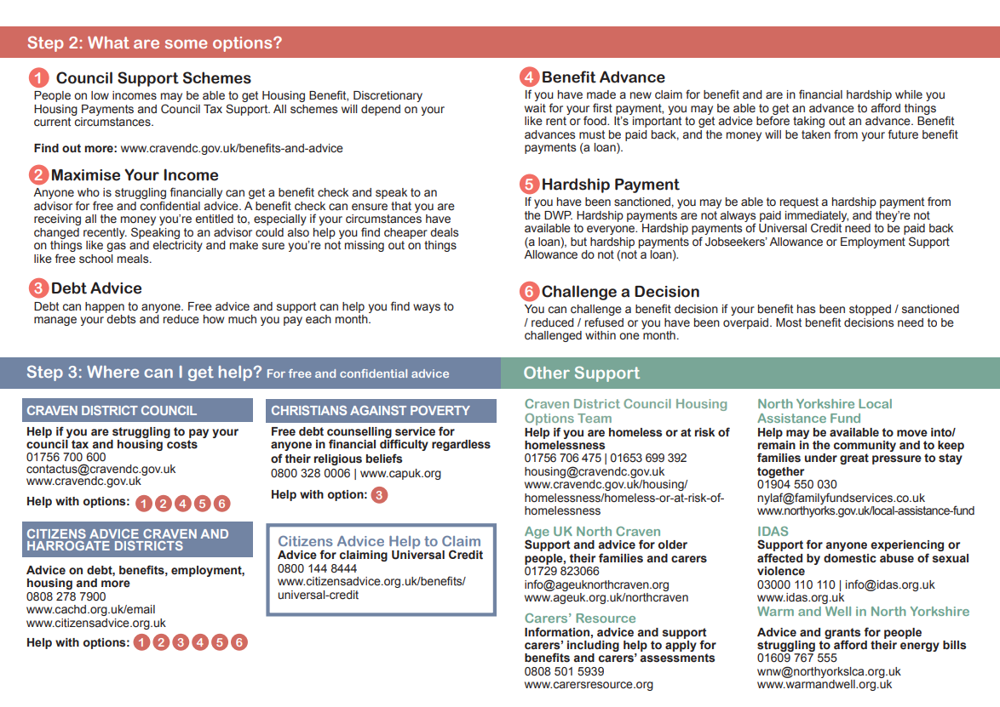 Step 2: What are some options?
1 Council Support Schemes
People on low incomes may be able to get Housing Benefit, Discretionary
Housing Payments and Council Tax Support. All schemes will depend on your
current circumstances.
Find out more: www.cravendc.gov.uk/benefits-and-advice
2 Maximise Your Income
Anyone who is struggling financially can get a benefit check and speak to an
advisor for free and confidential advice. A benefit check can ensure that you are
receiving all the money you're entitled to, especially if your circumstances have
changed recently. Speaking to an advisor could also help you find cheaper deals
on things like gas and electricity and make sure you're not missing out on things
like free school meals.
3 Debt Advice
Debt can happen to anyone. Free advice and support can help you find ways to
manage your debts and reduce how much you pay each month.
4 Benefit Advance
If you have made a new claim for benefit and are in financial hardship while you
wait for your first payment, you may be able to get an advance to afford things
like rent or food. It's important to get advice before taking out an advance. Benefit
advances must be paid back, and the money will be taken from your future benefit
payments (a loan).
5 Hardship Payment
If you have been sanctioned, you may be able to request a hardship payment from
the DWP. Hardship payments are not always paid immediately, and they're not
available to everyone. Hardship payments of Universal Credit need to be paid back
(a loan), but hardship payments of Jobseekers' Allowance or Employment Support
Allowance do not (not a loan).
6 Challenge a Decision
You can challenge a benefit decision if your benefit has been stopped / sanctioned
/ reduced / refused or you have been overpaid. Most benefit decisions need to be
challenged within one month.
Step 3: Where can I get help? For free and confidential advice
CRAVEN DISTRICT COUNCIL
Help if you are struggling to pay your
council tax and housing costs
01756 700 600
contactus@cravendc.gov.uk
www.cravendc.gov.uk
Help with options: 1 2 4 5 6
CITIZENS ADVICE CRAVEN AND
HARROGATE DISTRICTS
Advice on debt, benefits, employment,
housing and more
0808 278 7900
www.cachd.org.uk/email
www.citizensadvice.org.uk
Help with options: 1 2 3 4 5 6
CHRISTIANS AGAINST POVERTY
Free debt counselling service for
anyone in financial difficulty regardless
of their religious beliefs
0800 328 0006 | www.capuk.org
Help with option: 3
Citizens Advice Help to Claim
Advice for claiming Universal Credit
0800 144 8444
www.citizensadvice.org.uk/benefits/
universal-credit
Other Support
Craven District Council Housing
Options Team
Help if you are homeless or at risk of
homelessness
01756 706 475 | 01653 699 392
housing@cravendc.gov.uk
www.cravendc.gov.uk/housing/
homelessness/homeless-or-at-risk-of-
homelessness
Age UK North Craven
Support and advice for older
people, their families and carers
01729 823066
info@ageuknorthcraven.org
www.ageuk.org.uk/northcraven
Carers' Resource
Information, advice and support
carers' including help to apply for
benefits and carers' assessments
0808 501 5939
www.carersresource.org
North Yorkshire Local
Assistance Fund
Help may be available to move into/
remain in the community and to keep
families under great pressure to stay
together
01904 550 030
nylaf@familyfundservices.co.uk
www.northyorks.gov.uk/local-assistance-fund
IDAS
Support for anyone experiencing or
affected by domestic abuse of sexual
violence
03000 110 110 | info@idas.org.uk
www.idas.org.uk
Warm and Well in North Yorkshire
Advice and grants for people
struggling to afford their energy bills
01609 767 555
wnw@northyorkslca.org.uk
www.warmandwell.org.uk